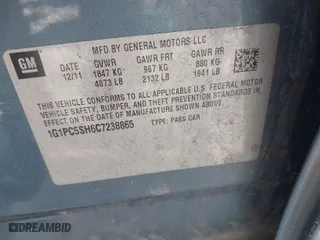 GM
MFD BY GENERAL MOTORS LLC
DATE GVWR GAWR FRT GAWR RR
12/11 1847 KG 967 KG 880 KG
4073 LB 2132 LB 1941 LB
THIS VEHICLE CONFORMS TO ALL APPLICABLE U.S. FEDERAL MOTOR VEHICLE
SAFETY, BUMPER, AND THEFT PREVENTION STANDARDS IN EFFECT ON THE
DATE OF MANUFACTURE SHOWN ABOVE.
1G1PC5SH6C7238865 TYPE: PASS CAR
© DREAMBID